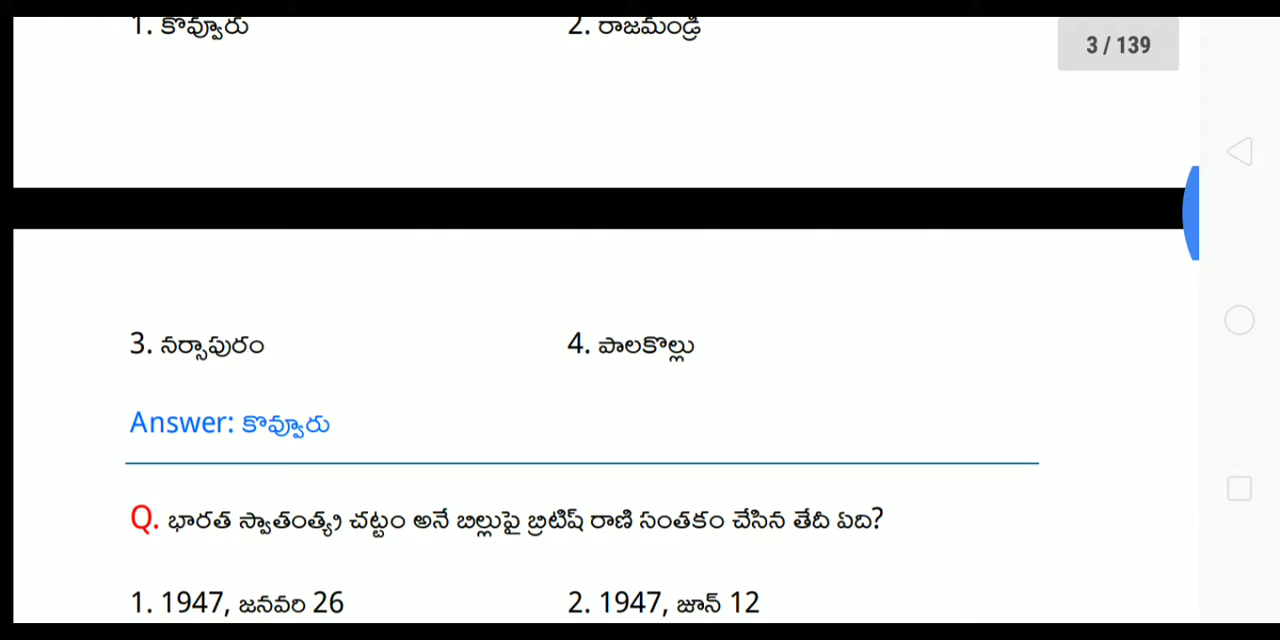 1. కొవ్వూరు 2. రాజమండ్రి
3 / 139
3. నర్సాపురం 4. పాలకొల్లు
Answer: కొవ్వూరు
Q. భారత స్వాతంత్య్ర చట్టం అనే బిల్లుపై బ్రిటిష్ రాణి సంతకం చేసిన తేదీ ఏది?
1. 1947, జనవరి 26 2. 1947, జూన్ 12